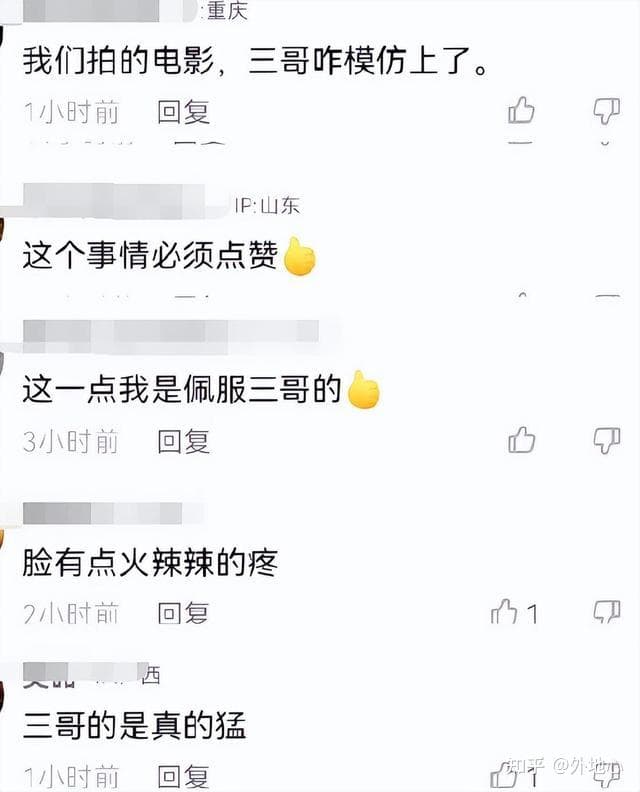 :重庆
我们拍的电影，三哥咋模仿上了。
1小时前 回复
IP:山东
这个事情必须点赞👍
这一点我是佩服三哥的👍
3小时前 回复
脸有点火辣辣的疼
2小时前 回复 1
西
三哥的是真的猛
1小时前 回复 1
知乎 @外地